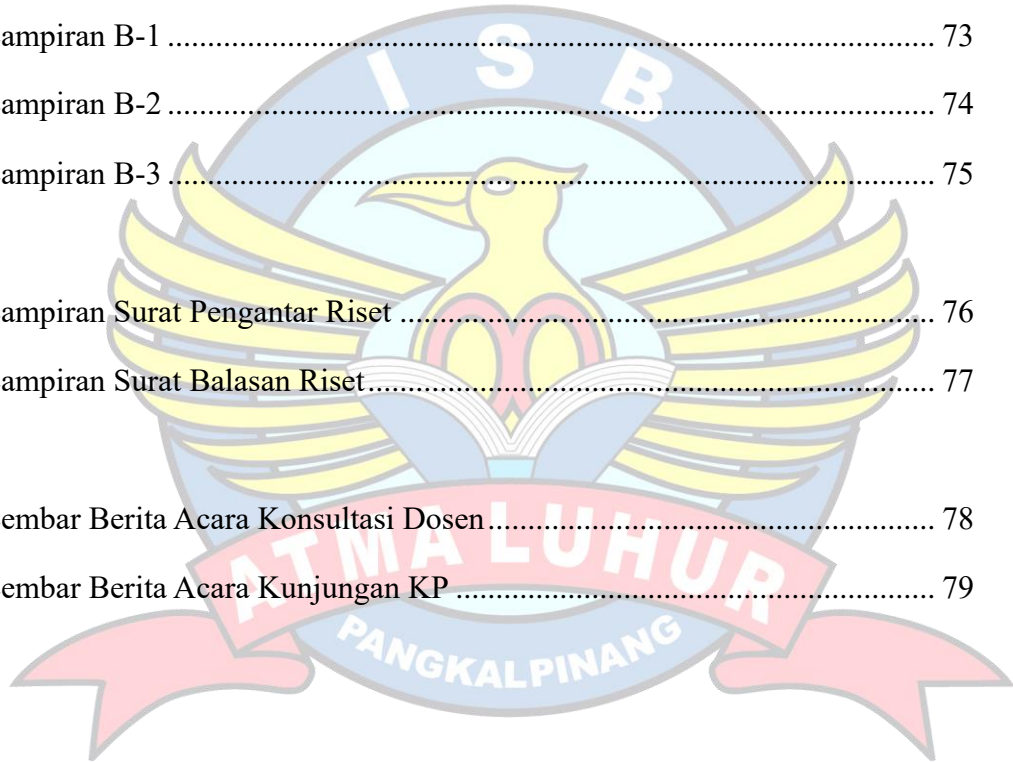 ampiran B-1 ........................................ 73
ampiran B-2 ........................................ 74
ampiran B-3 ........................................ 75
ampiran Surat Pengantar Riset ........................................ 76
ampiran Surat Balasan Riset ........................................ 77
embar Berita Acara Konsultasi Dosen ........................................ 78
embar Berita Acara Kunjungan KP ........................................ 79
I S B
ATMA LUHUR
PANGKALPINANG